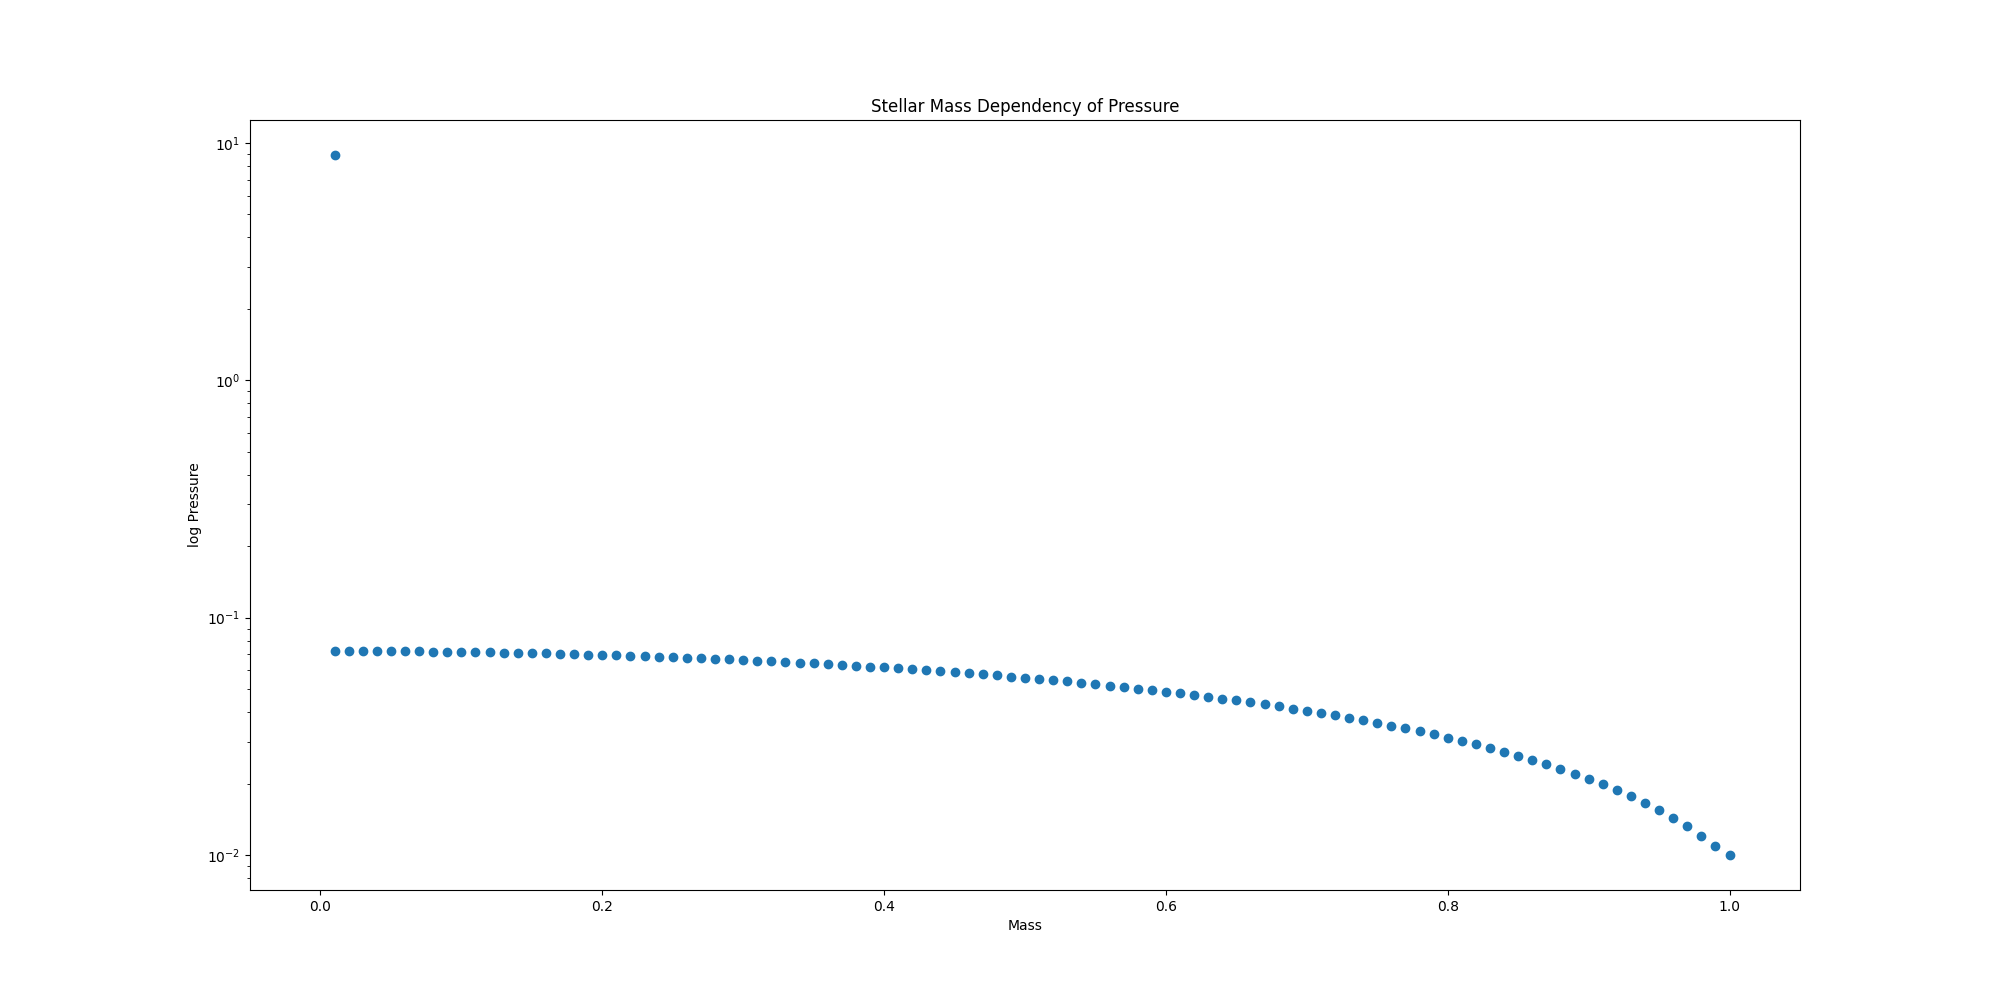 Stellar Mass Dependency of Pressure
10¹
10⁰
10⁻¹
10⁻²
log Pressure
0.0 0.2 0.4 0.6 0.8 1.0
Mass